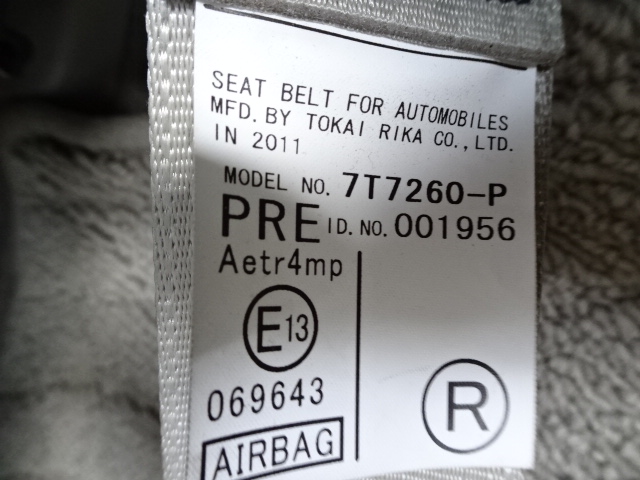 SEAT BELT FOR AUTOMOBILES
MFD. BY TOKAI RIKA CO., LTD.
IN 2011
MODEL NO. 7T7260-P
PRE ID. NO. 001956
Aetr4mp
E13
069643
R
AIRBAG